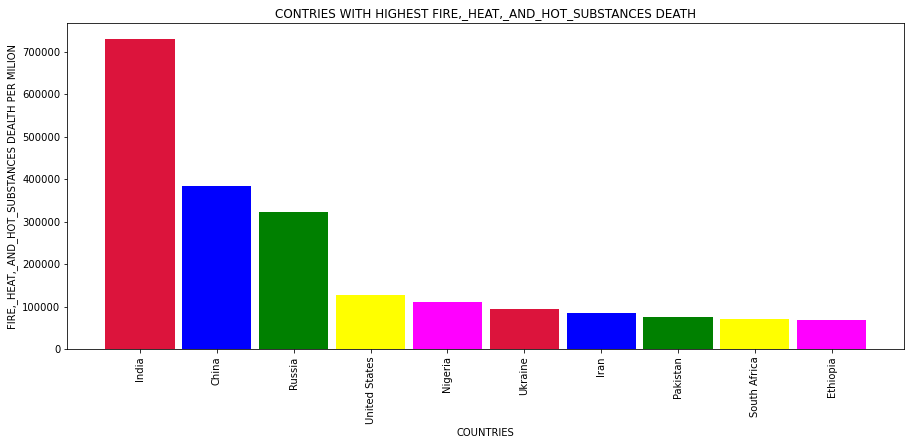 CONTRIES WITH HIGHEST FIRE,_HEAT,_AND_HOT_SUBSTANCES DEATH
FIRE,_HEAT,_AND_HOT_SUBSTANCES DEALTH PER MILION
700000
600000
500000
400000
300000
200000
100000
0
India
China
Russia
United States
Nigeria
Ukraine
Iran
Pakistan
South Africa
Ethiopia
COUNTRIES